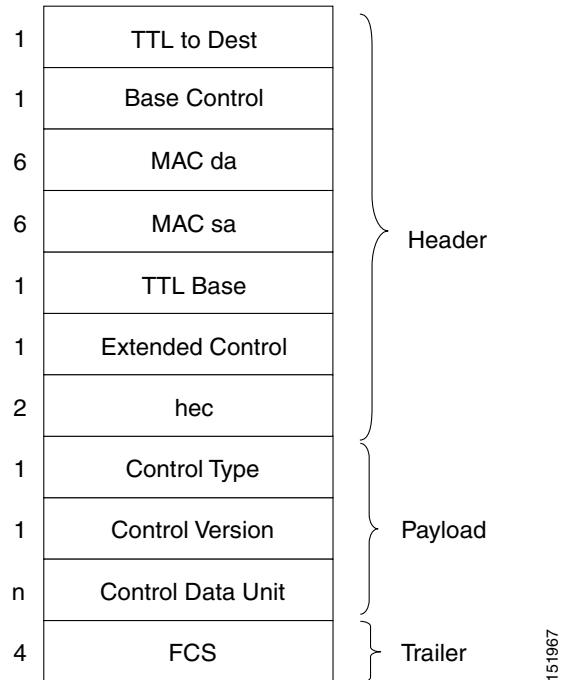 1 TTL to Dest
1 Base Control
6 MAC da
6 MAC sa
Header
1 TTL Base
1 Extended Control
2 hec
1 Control Type
1 Control Version
Payload
n Control Data Unit
4 FCS
Trailer
151967